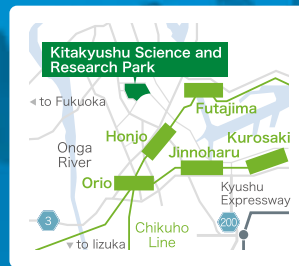 Kitakyushu Science and
Research Park
to Fukuoka
Futajima
Honjo
Kurosaki
Onga
River
Jinnoharu
Orio
Kyushu
Expressway
3
200
Chikuho
Line
to Iizuka